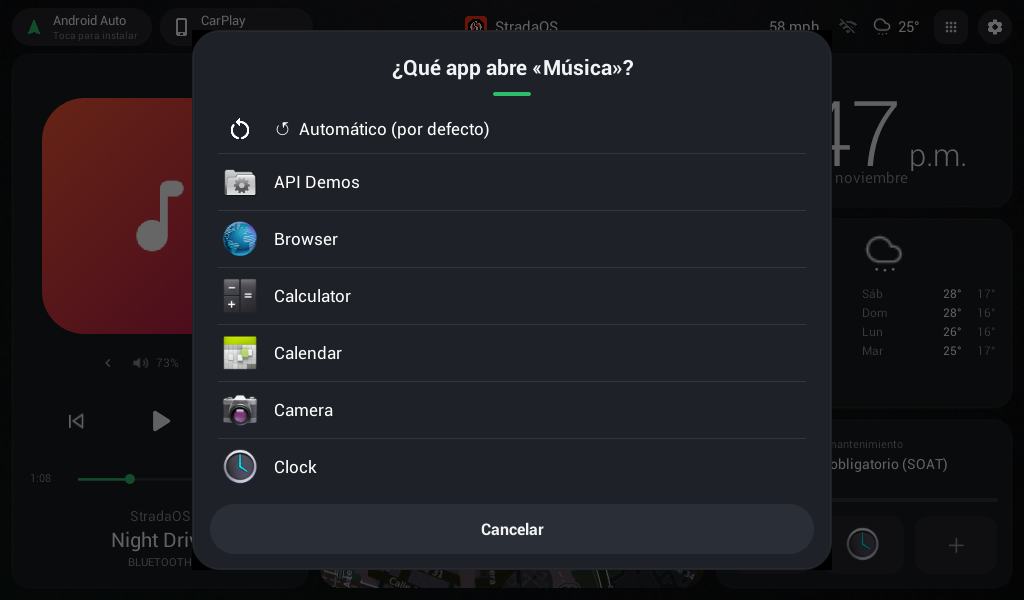 Android Auto
Toca para instalar
CarPlay
StradaOS
58 mph
25°
¿Qué app abre «Música»?
Automático (por defecto)
API Demos
Browser
Calculator
Calendar
Camera
Clock
Cancelar
47 p.m.
noviembre
Sáb 28° 17°
Dom 28° 16°
Lun 26° 16°
Mar 25° 17°
73%
1:08
StradaOS
Night Driv
BLUETOOTH
mantenimiento
obligatorio (SOAT)